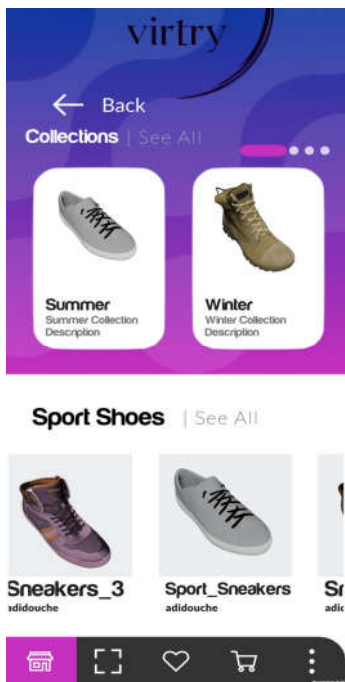 virtry
Back
Collections | See All
Summer
Summer Collection
Description
Winter
Winter Collection
Description
Sport Shoes | See All
Sneakers_3
adidouche
Sport_Sneakers
adidouche